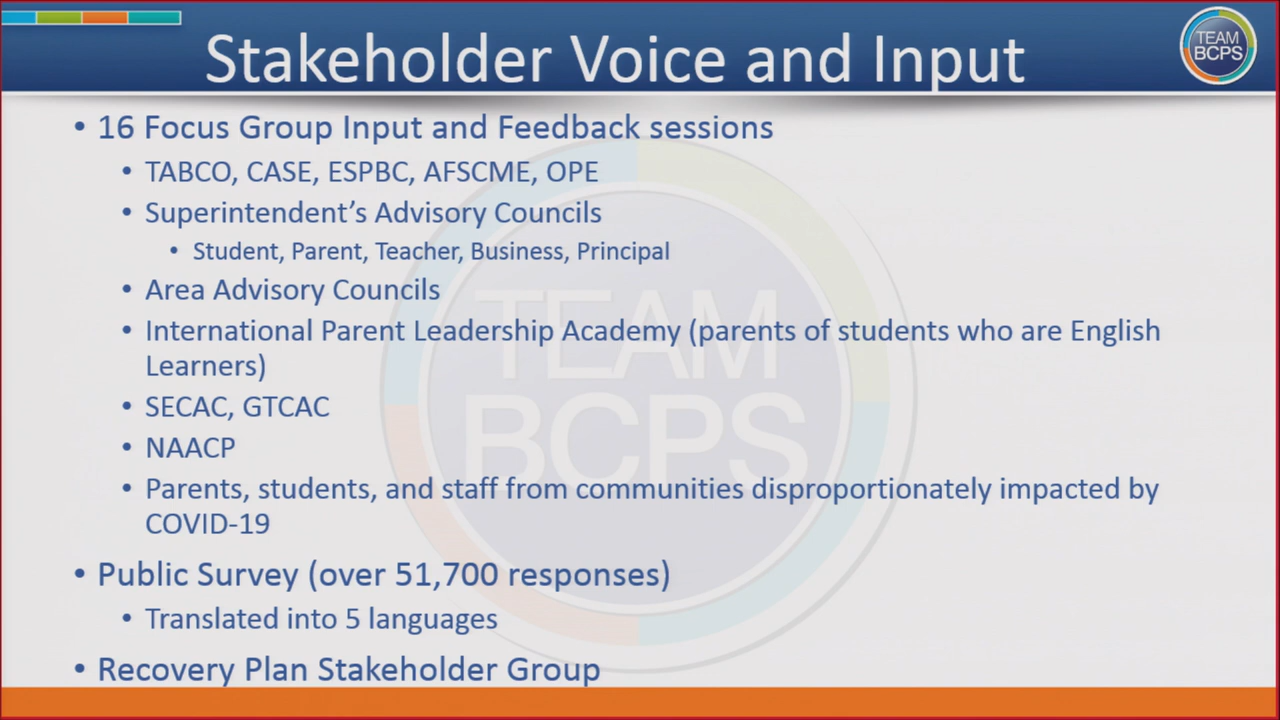 Stakeholder Voice and Input
TEAM
BCPS
• 16 Focus Group Input and Feedback sessions
• TABCO, CASE, ESPBC, AFSCME, OPE
• Superintendent's Advisory Councils
• Student, Parent, Teacher, Business, Principal
• Area Advisory Councils
• International Parent Leadership Academy (parents of students who are English
Learners)
• SECAC, GTCAC
• NAACP
• Parents, students, and staff from communities disproportionately impacted by
COVID-19
• Public Survey (over 51,700 responses)
• Translated into 5 languages
• Recovery Plan Stakeholder Group
TEAM
BCPS